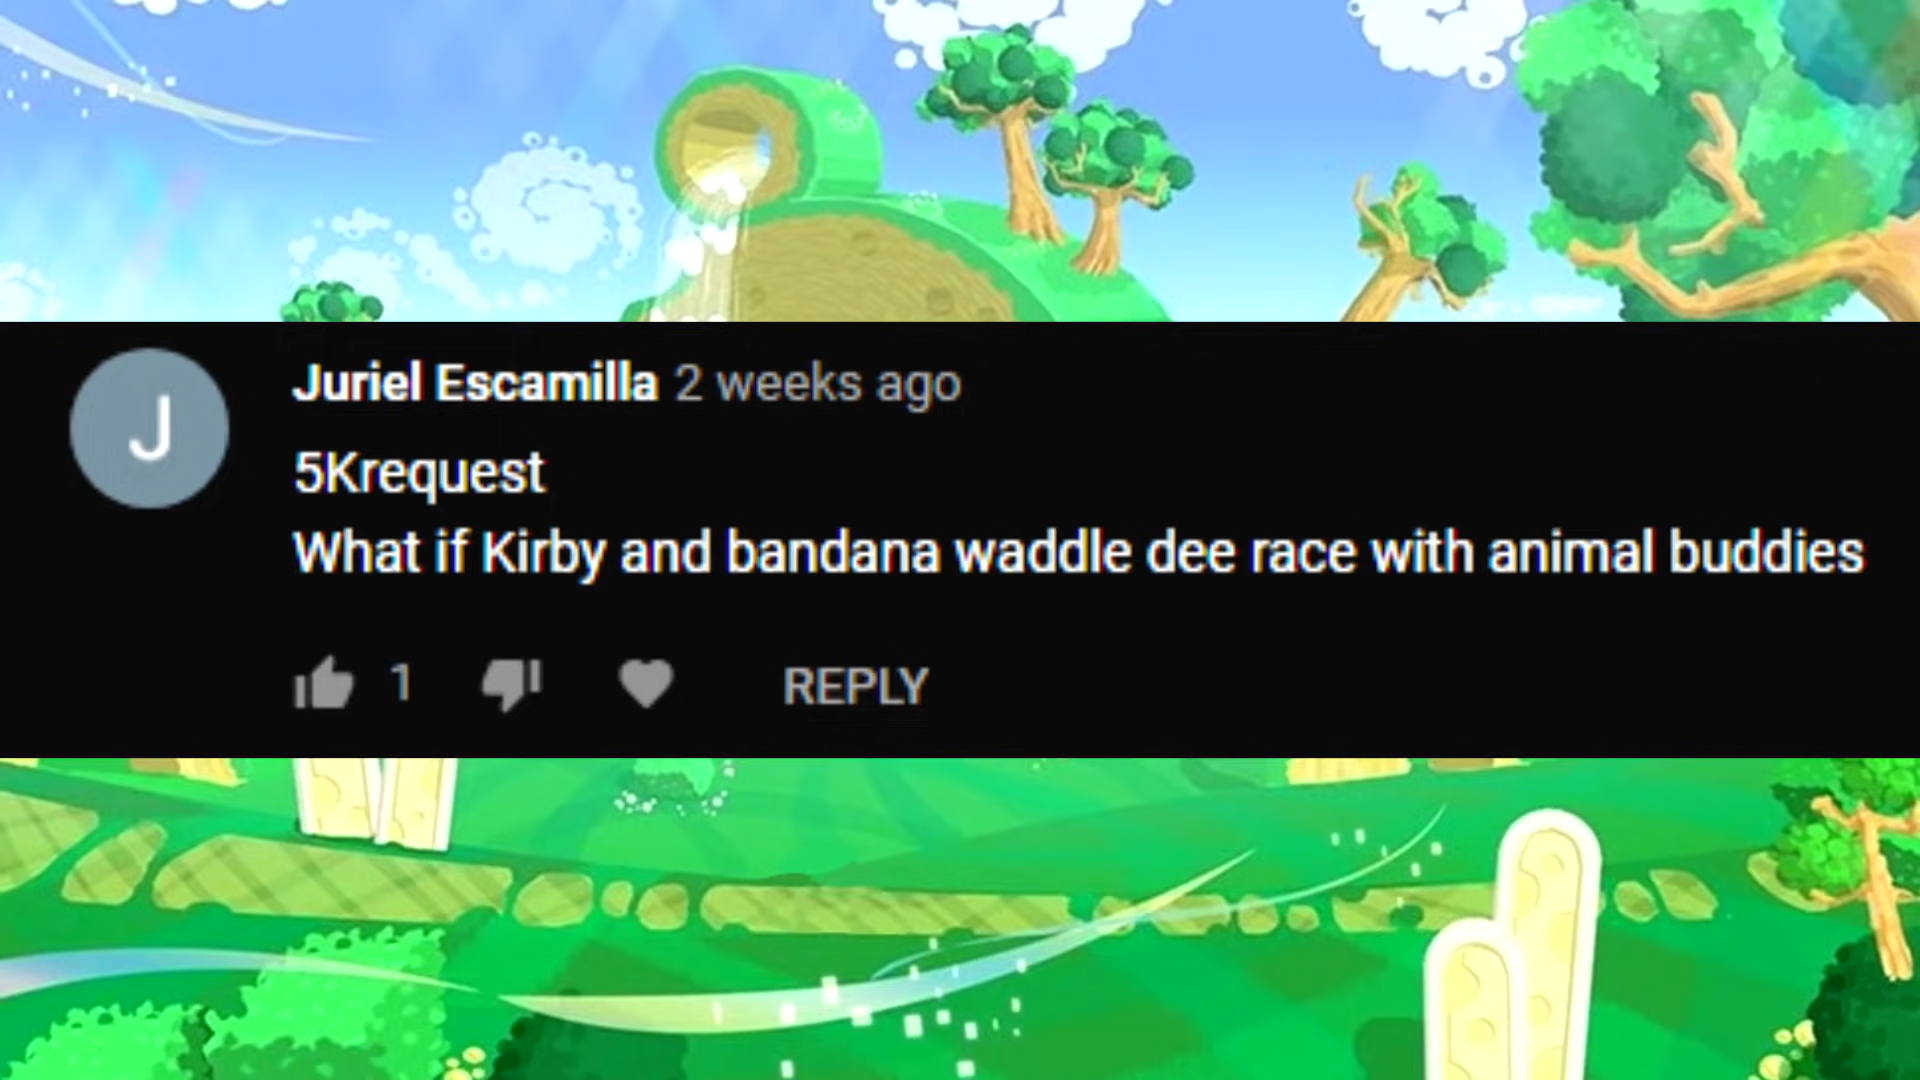 J
Juriel Escamilla 2 weeks ago
5Krequest
What if Kirby and bandana waddle dee race with animal buddies
1 REPLY